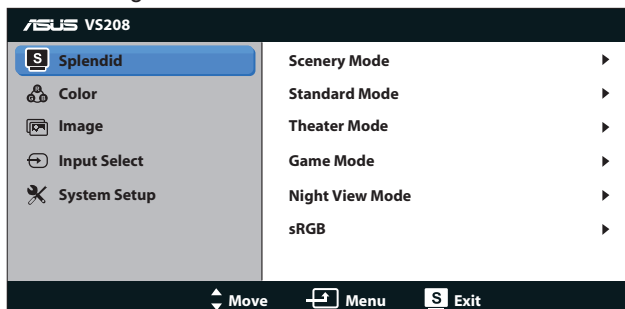 ASUS VS208
S Splendid
Color
Image
Input Select
System Setup
Scenery Mode
Standard Mode
Theater Mode
Game Mode
Night View Mode
sRGB
Move Menu S Exit